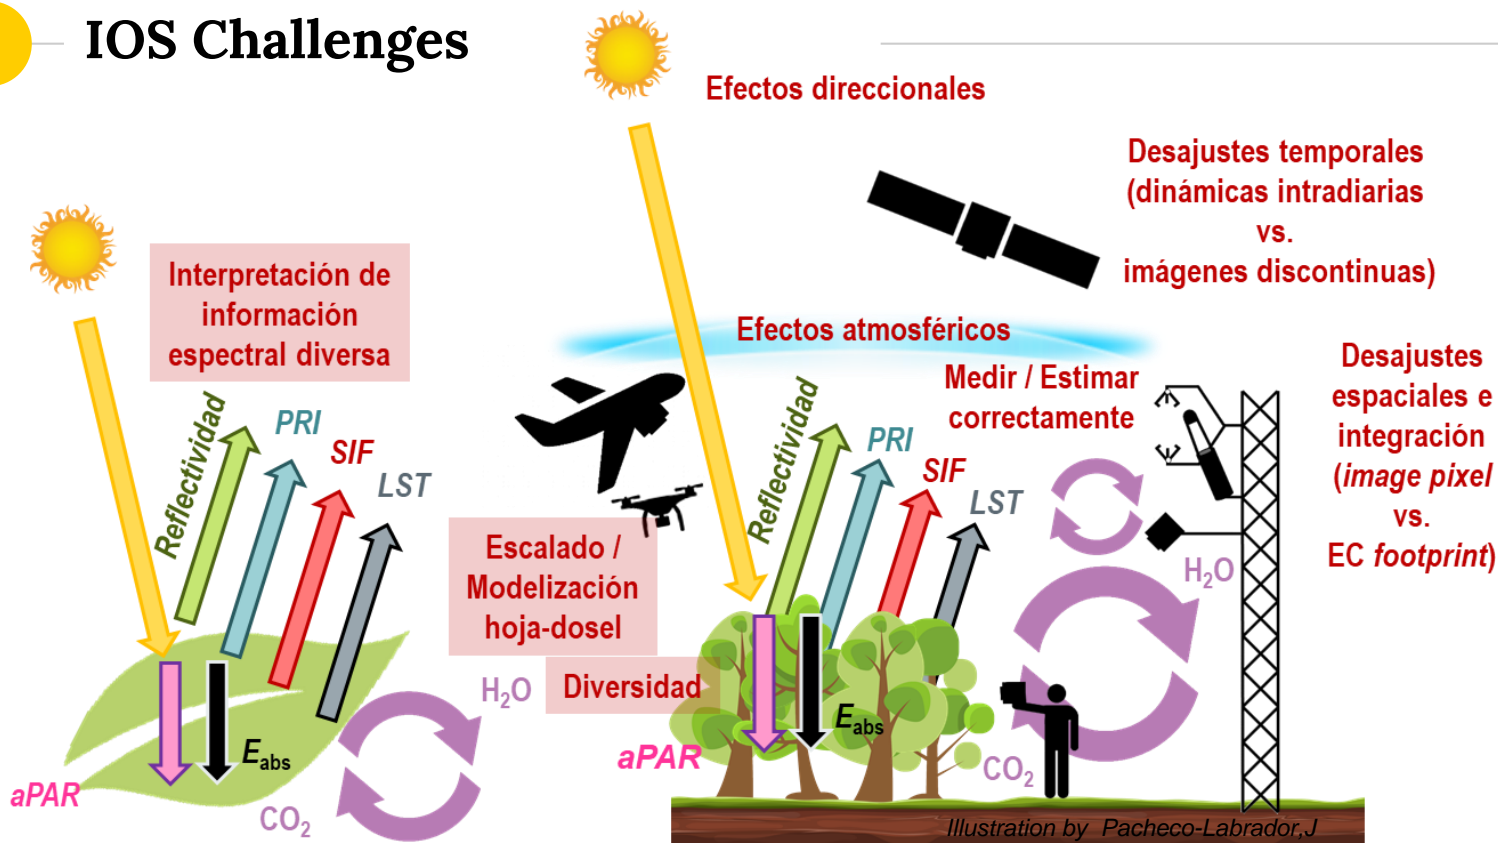 IOS Challenges
Efectos direccionales
Desajustes temporales
(dinámicas intradiarias
vs.
imágenes discontinuas)
Interpretación de
información
espectral diversa
Efectos atmosféricos
Medir / Estimar
correctamente
Desajustes
espaciales e
integración
(image pixel
vs.
EC footprint)
Reflectividad
PRI
SIF
LST
Reflectividad
PRI
SIF
LST
Escalado /
Modelización
hoja-dosel
Diversidad
H₂O
H₂O
Eabs
aPAR
CO₂
Eabs
aPAR
CO₂
Illustration by Pacheco-Labrador,J